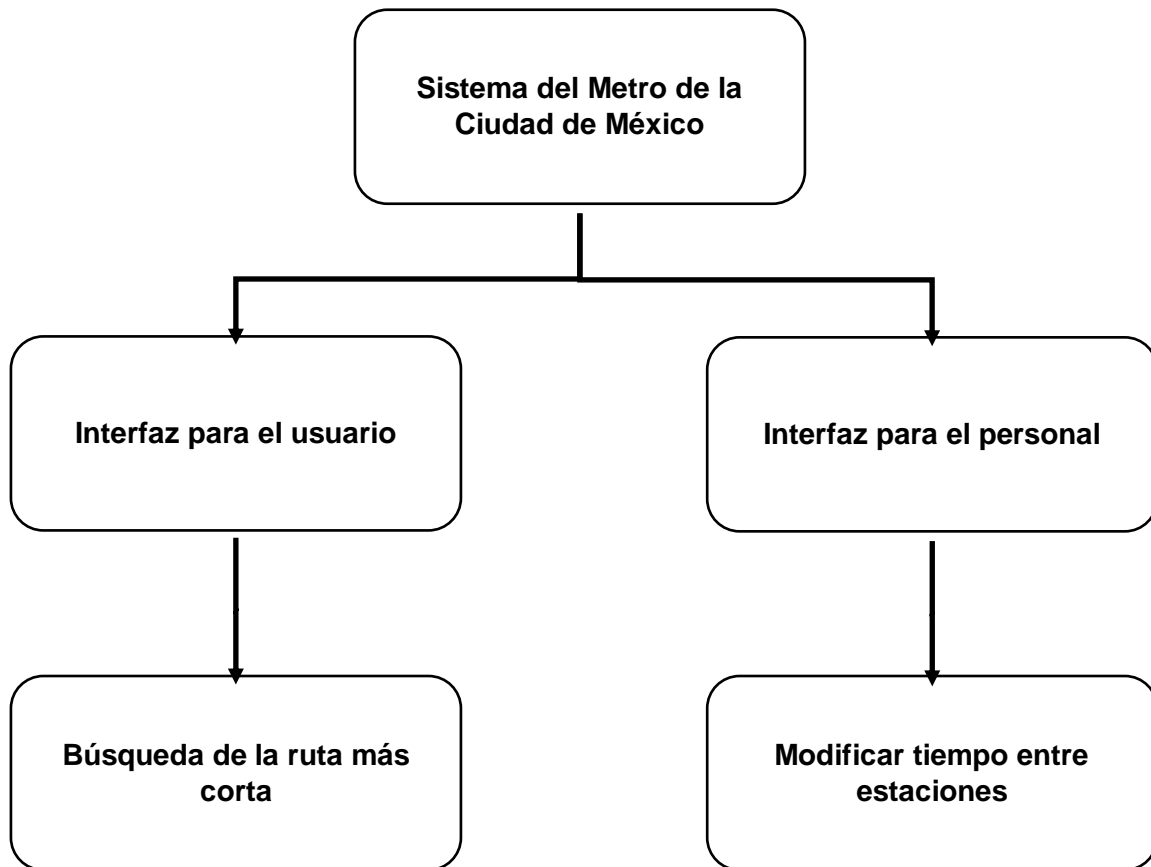 Sistema del Metro de la
Ciudad de México
Interfaz para el usuario
Interfaz para el personal
Búsqueda de la ruta más
corta
Modificar tiempo entre
estaciones